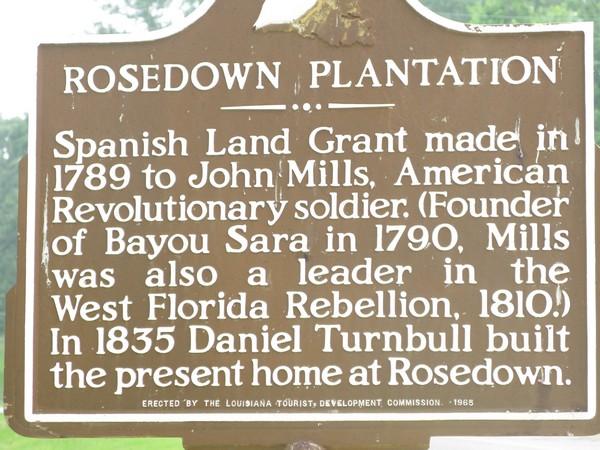 ROSEDOWN PLANTATION
Spanish Land Grant made in
1789 to John Mills, American
Revolutionary soldier. (Founder
of Bayou Sara in 1790, Mills
was also a leader in the
West Florida Rebellion, 1810.)
In 1835 Daniel Turnbull built
the present home at Rosedown.
ERECTED BY THE LOUISIANA TOURIST DEVELOPMENT COMMISSION. -1965